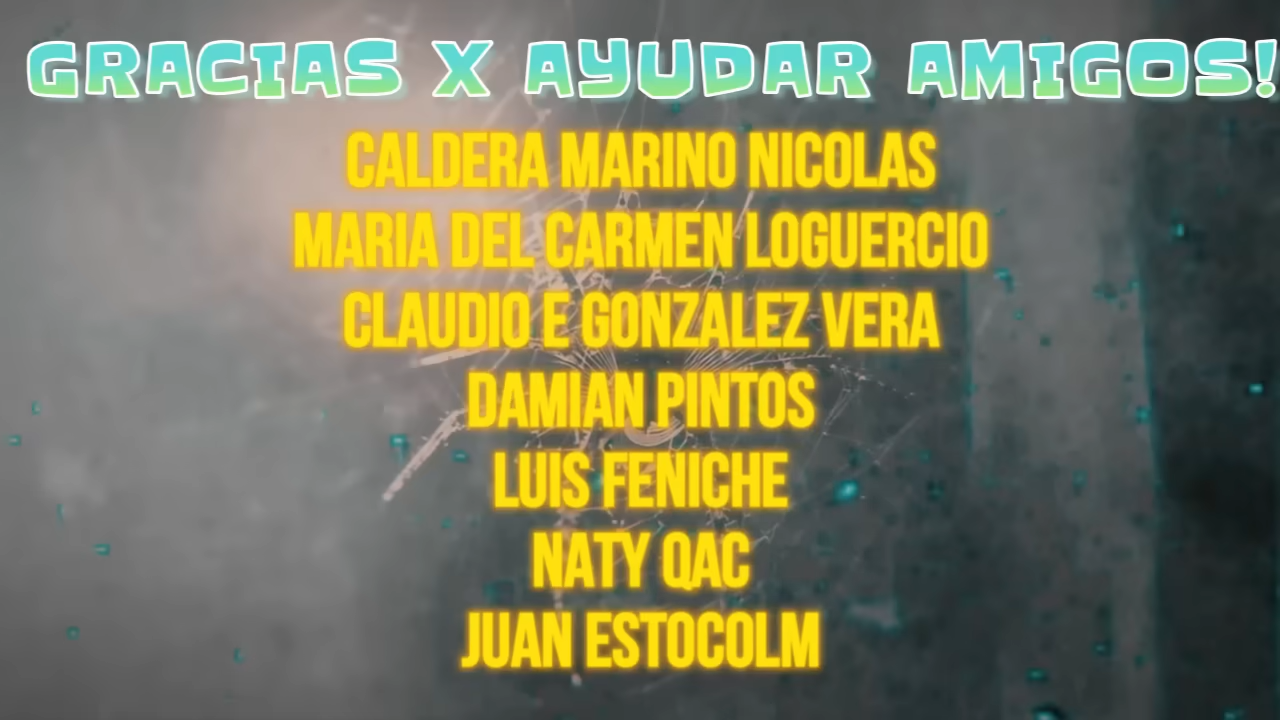 GRACIAS X AYUDAR AMIGOS!
CALDERA MARINO NICOLAS
MARIA DEL CARMEN LOGUERCIO
CLAUDIO E GONZALEZ VERA
DAMIAN PINTOS
LUIS FENICHE
NATY QAC
JUAN ESTOCOLM